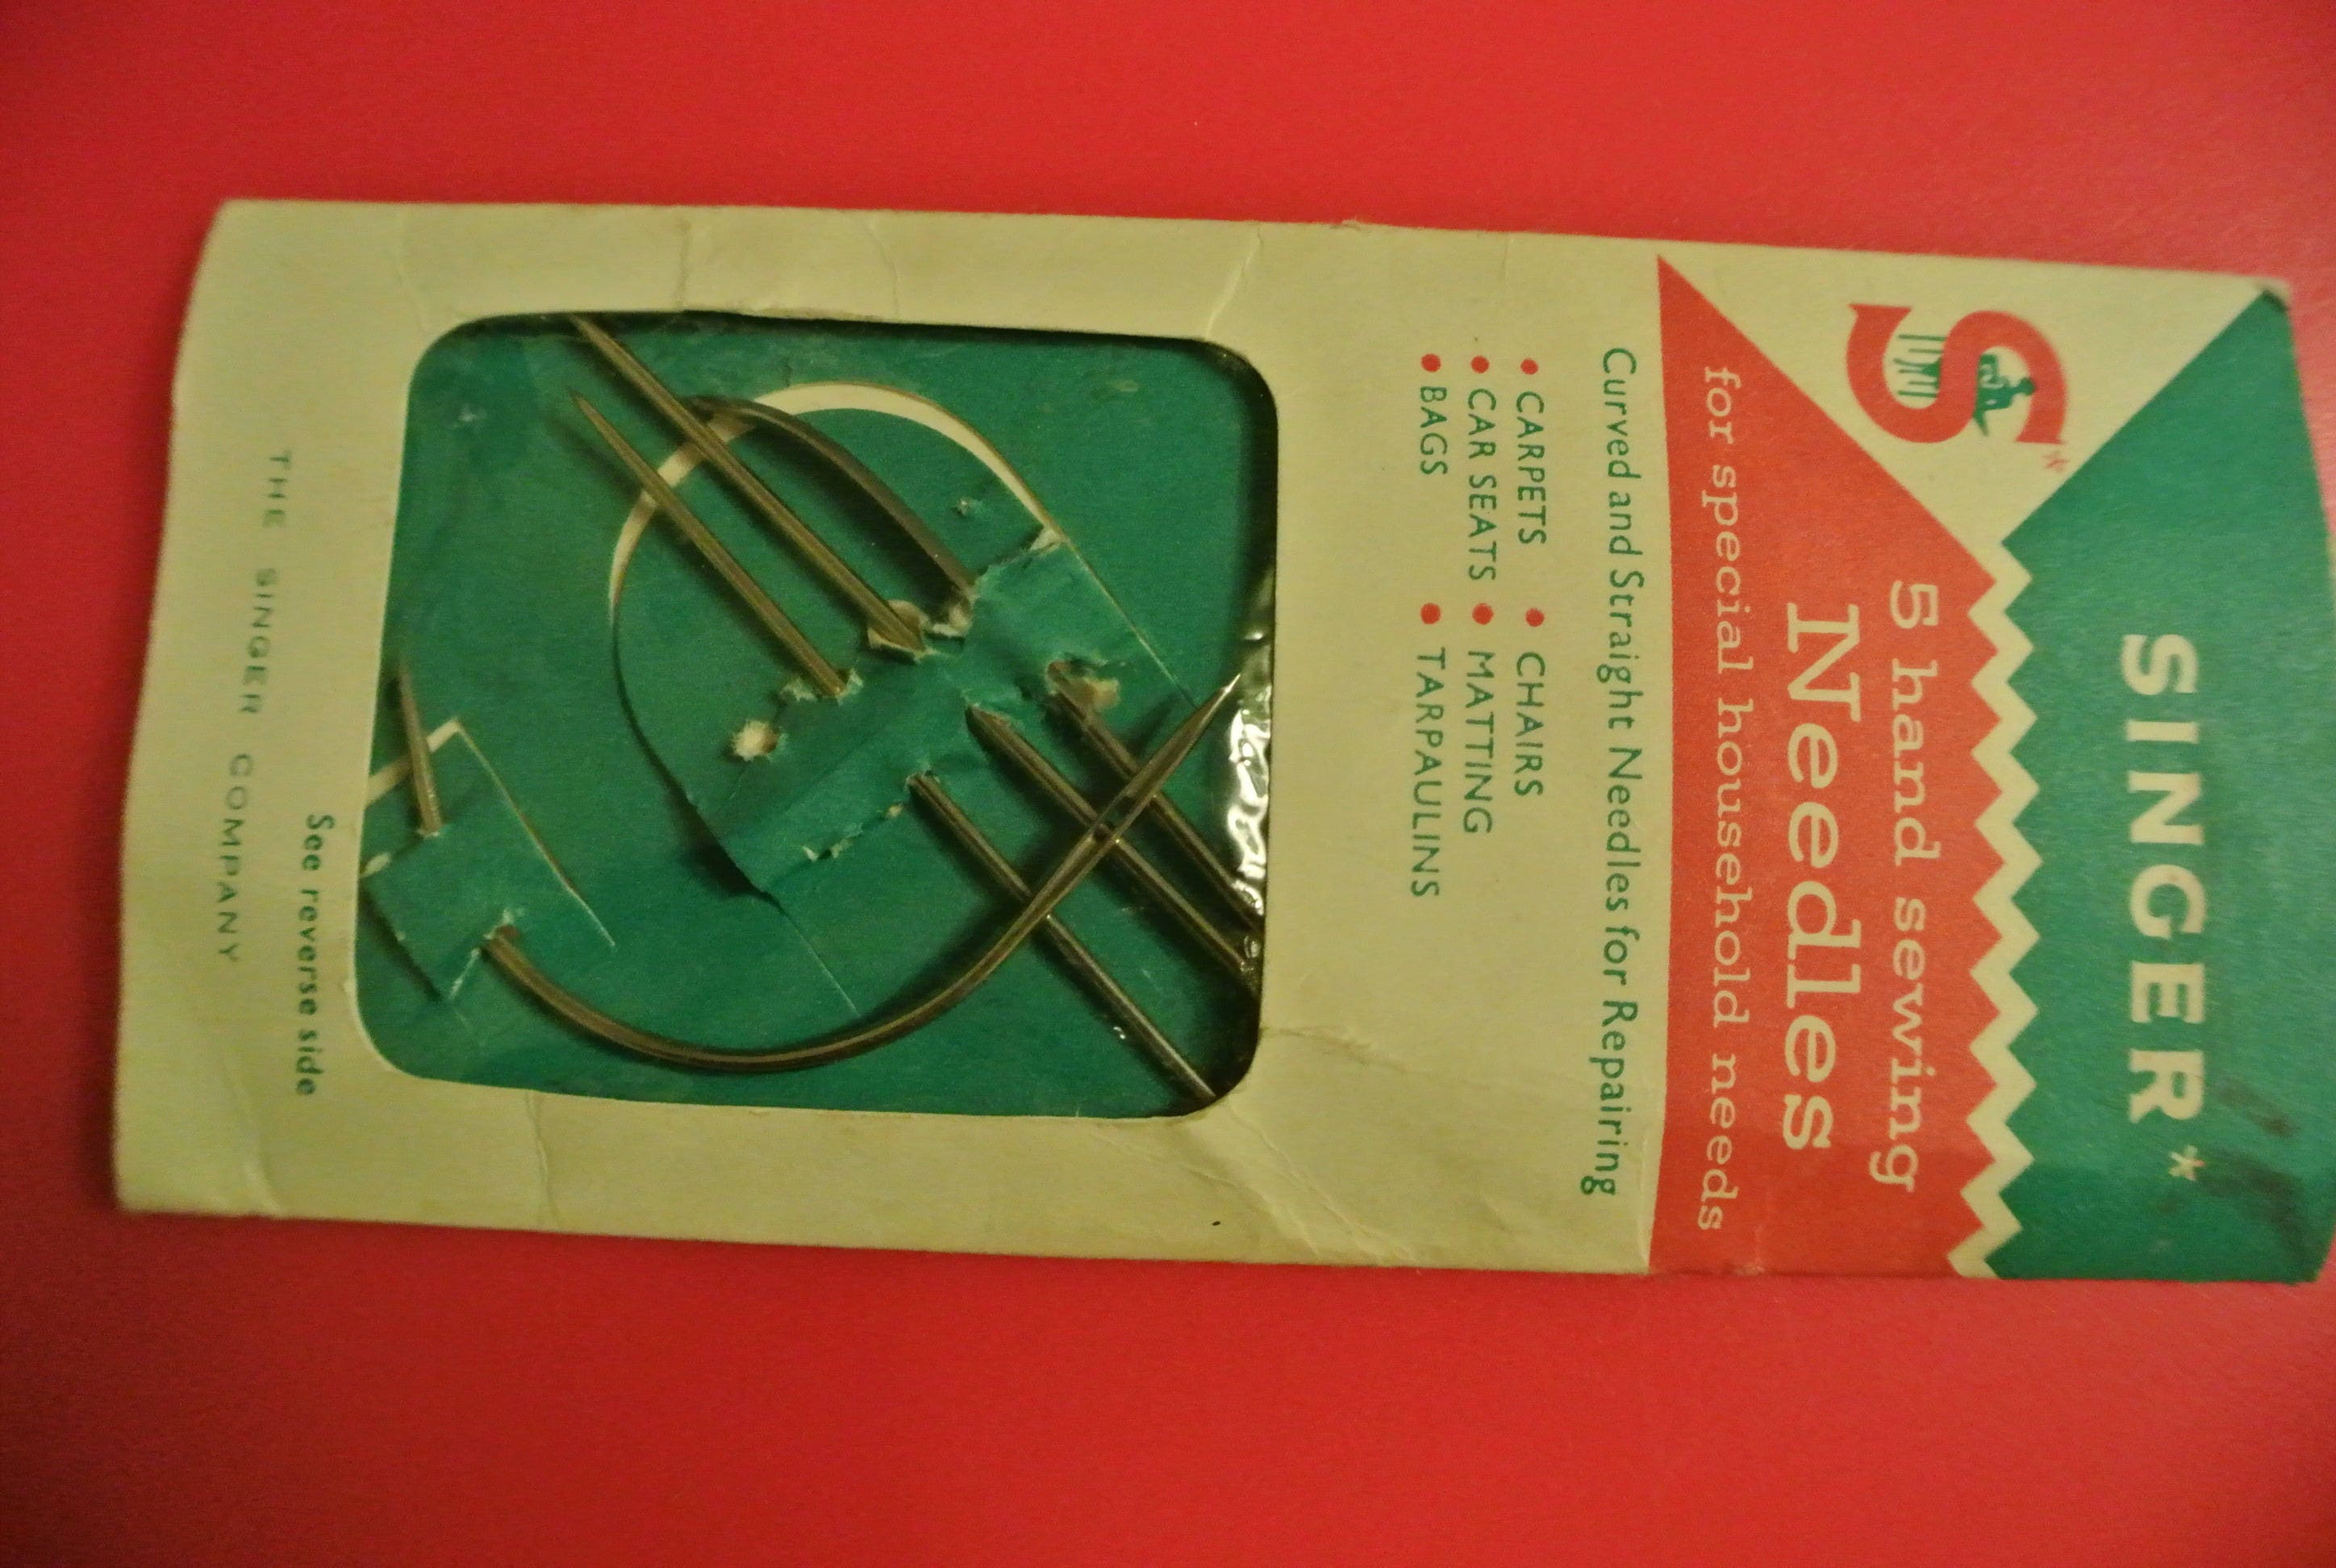 SINGER*
S*
5 hand sewing
Needles
for special household needs
Curved and Straight Needles for Repairing
• CARPETS • CHAIRS
• CAR SEATS • MATTING
• BAGS • TARPAULINS
See reverse side
THE SINGER COMPANY